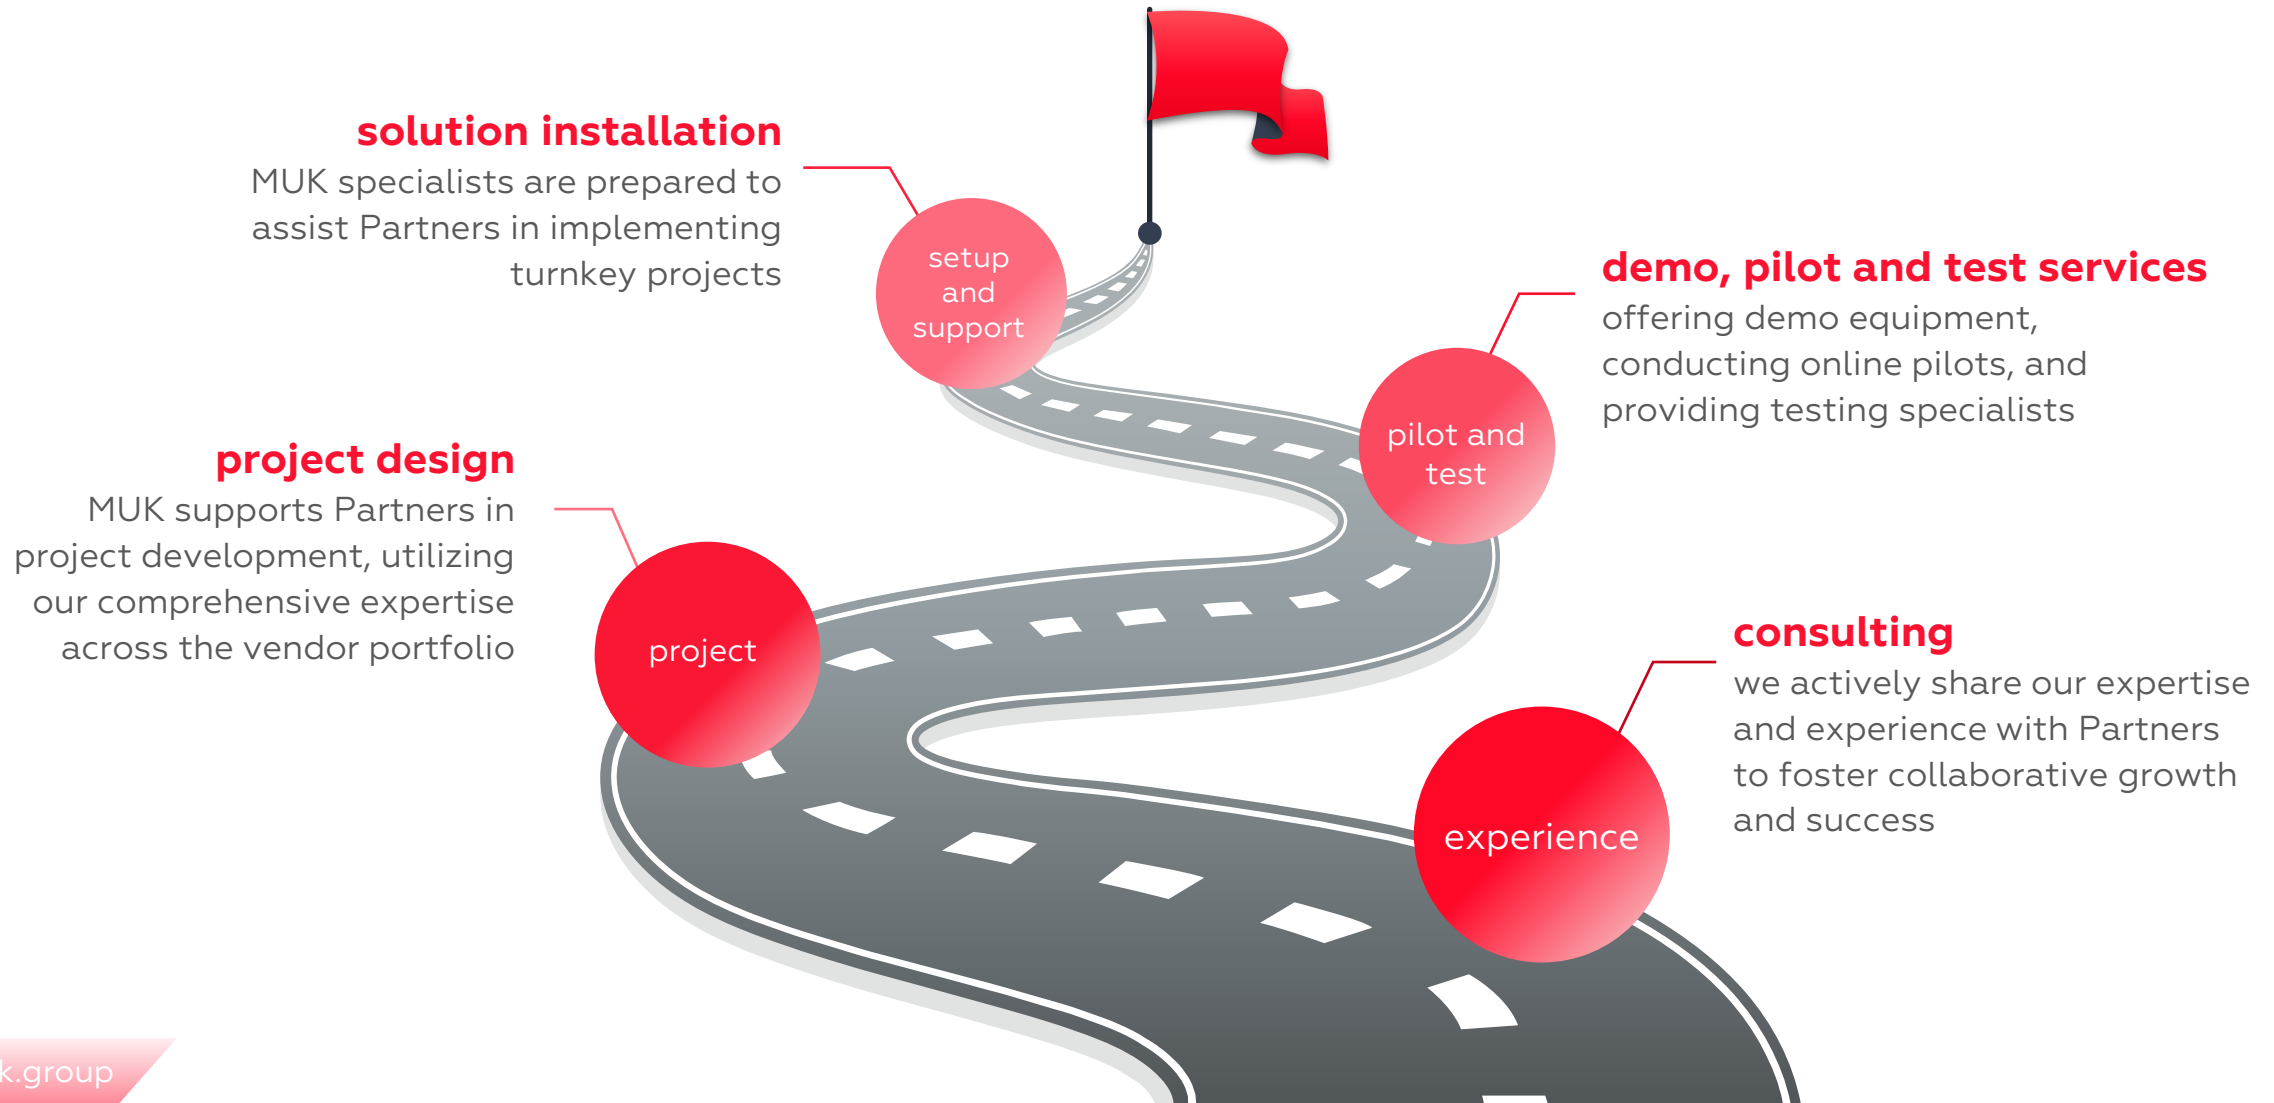 solution installation
MUK specialists are prepared to
assist Partners in implementing
turnkey projects
setup
and
support
demo, pilot and test services
offering demo equipment,
conducting online pilots, and
providing testing specialists
pilot and
test
project design
MUK supports Partners in
project development, utilizing
our comprehensive expertise
across the vendor portfolio
project
consulting
we actively share our expertise
and experience with Partners
to foster collaborative growth
and success
experience
k.group